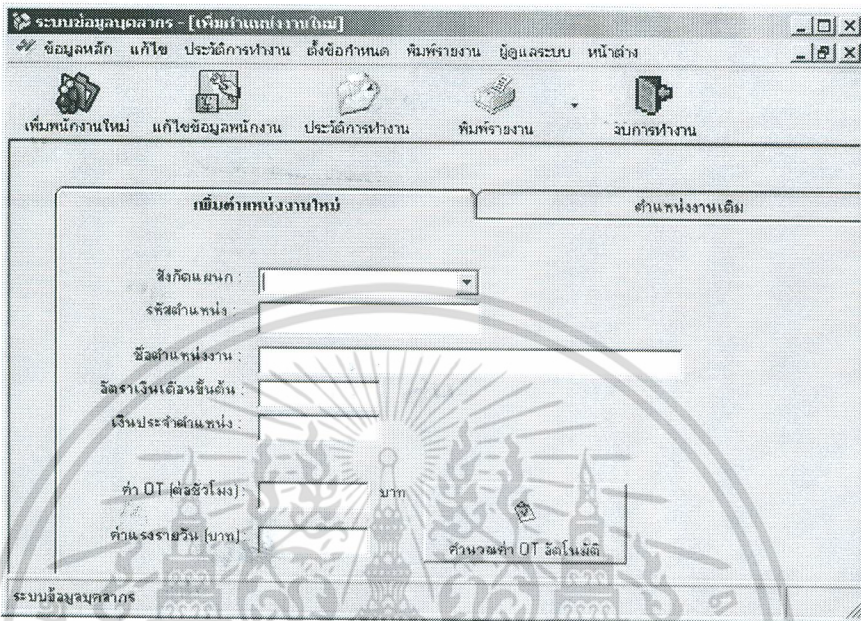 ระบบข้อมูลบุคลากร - [เพิ่มตำแหน่งงานใหม่]
ข้อมูลหลัก แก้ไข ประวัติการทำงาน ตั้งข้อกำหนด พิมพ์รายงาน ผู้ดูแลระบบ หน้าต่าง
เพิ่มพนักงานใหม่ แก้ไขข้อมูลพนักงาน ประวัติการทำงาน พิมพ์รายงาน จบการทำงาน
เพิ่มตำแหน่งงานใหม่ ตำแหน่งงานเดิม
สังกัดแผนก :
รหัสตำแหน่ง :
ชื่อตำแหน่งงาน :
อัตราเงินเดือนขั้นต้น :
เงินประจำตำแหน่ง :
ค่า OT (ต่อชั่วโมง) : บาท
ค่าแรงรายวัน (บาท) : คำนวณค่า OT อัตโนมัติ
ระบบข้อมูลบุคลากร